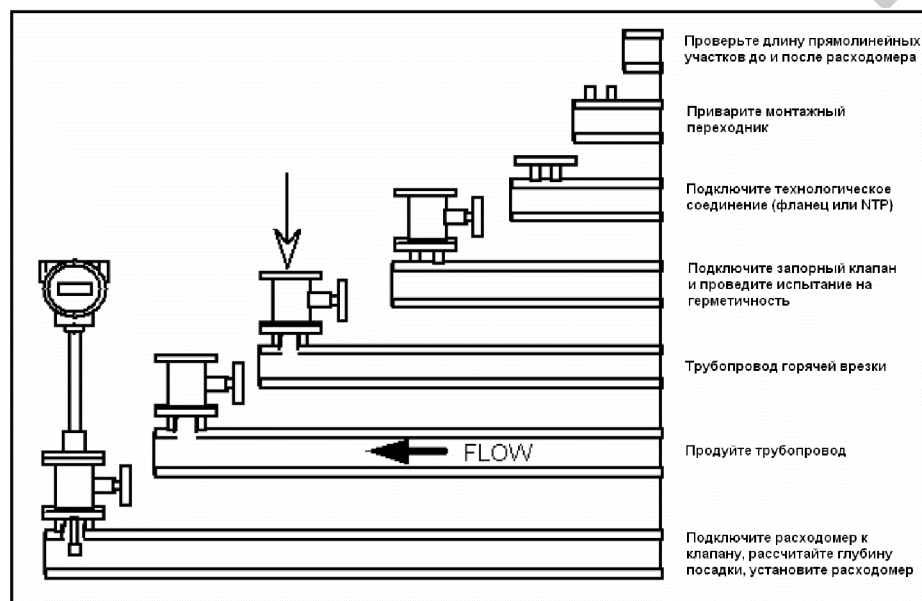 Проверьте длину прямолинейных
участков до и после расходомера
Приварите монтажный
переходник
Подключите технологическое
соединение (фланец или NTP)
Подключите запорный клапан
и проведите испытание на
герметичность
Трубопровод горячей врезки
FLOW
Продуйте трубопровод
Подключите расходомер к
клапану, рассчитайте глубину
посадки, установите расходомер